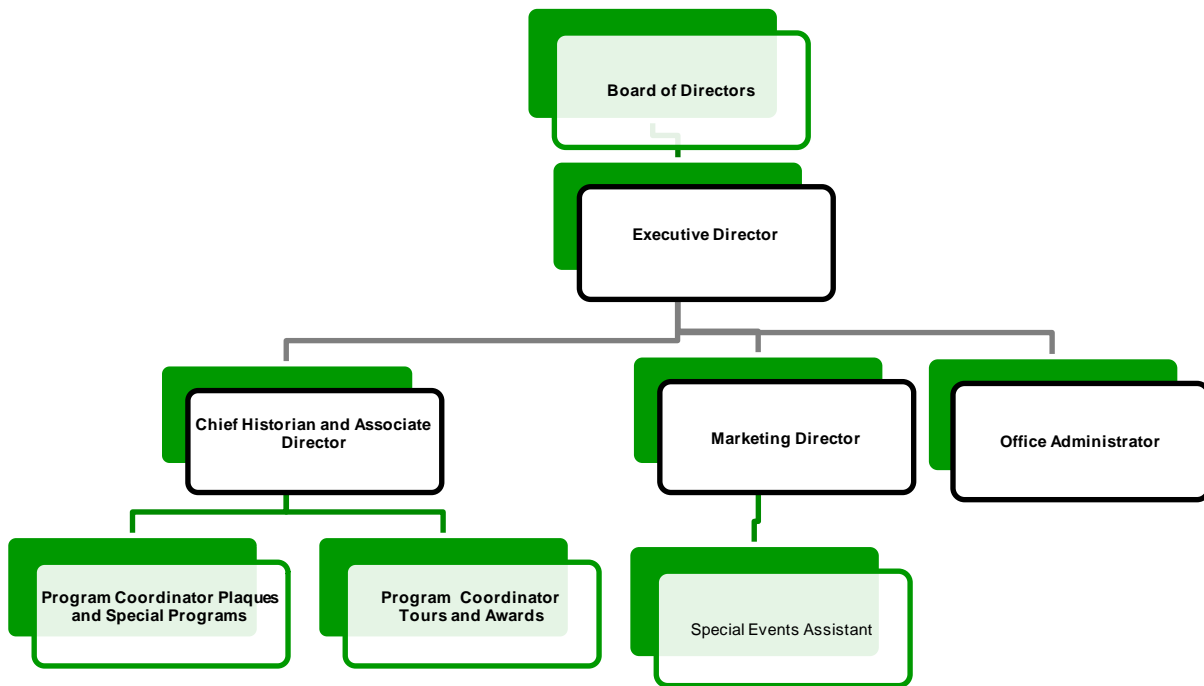 Board of Directors
Executive Director
Chief Historian and Associate
Director
Marketing Director
Office Administrator
Program Coordinator Plaques
and Special Programs
Program Coordinator
Tours and Awards
Special Events Assistant